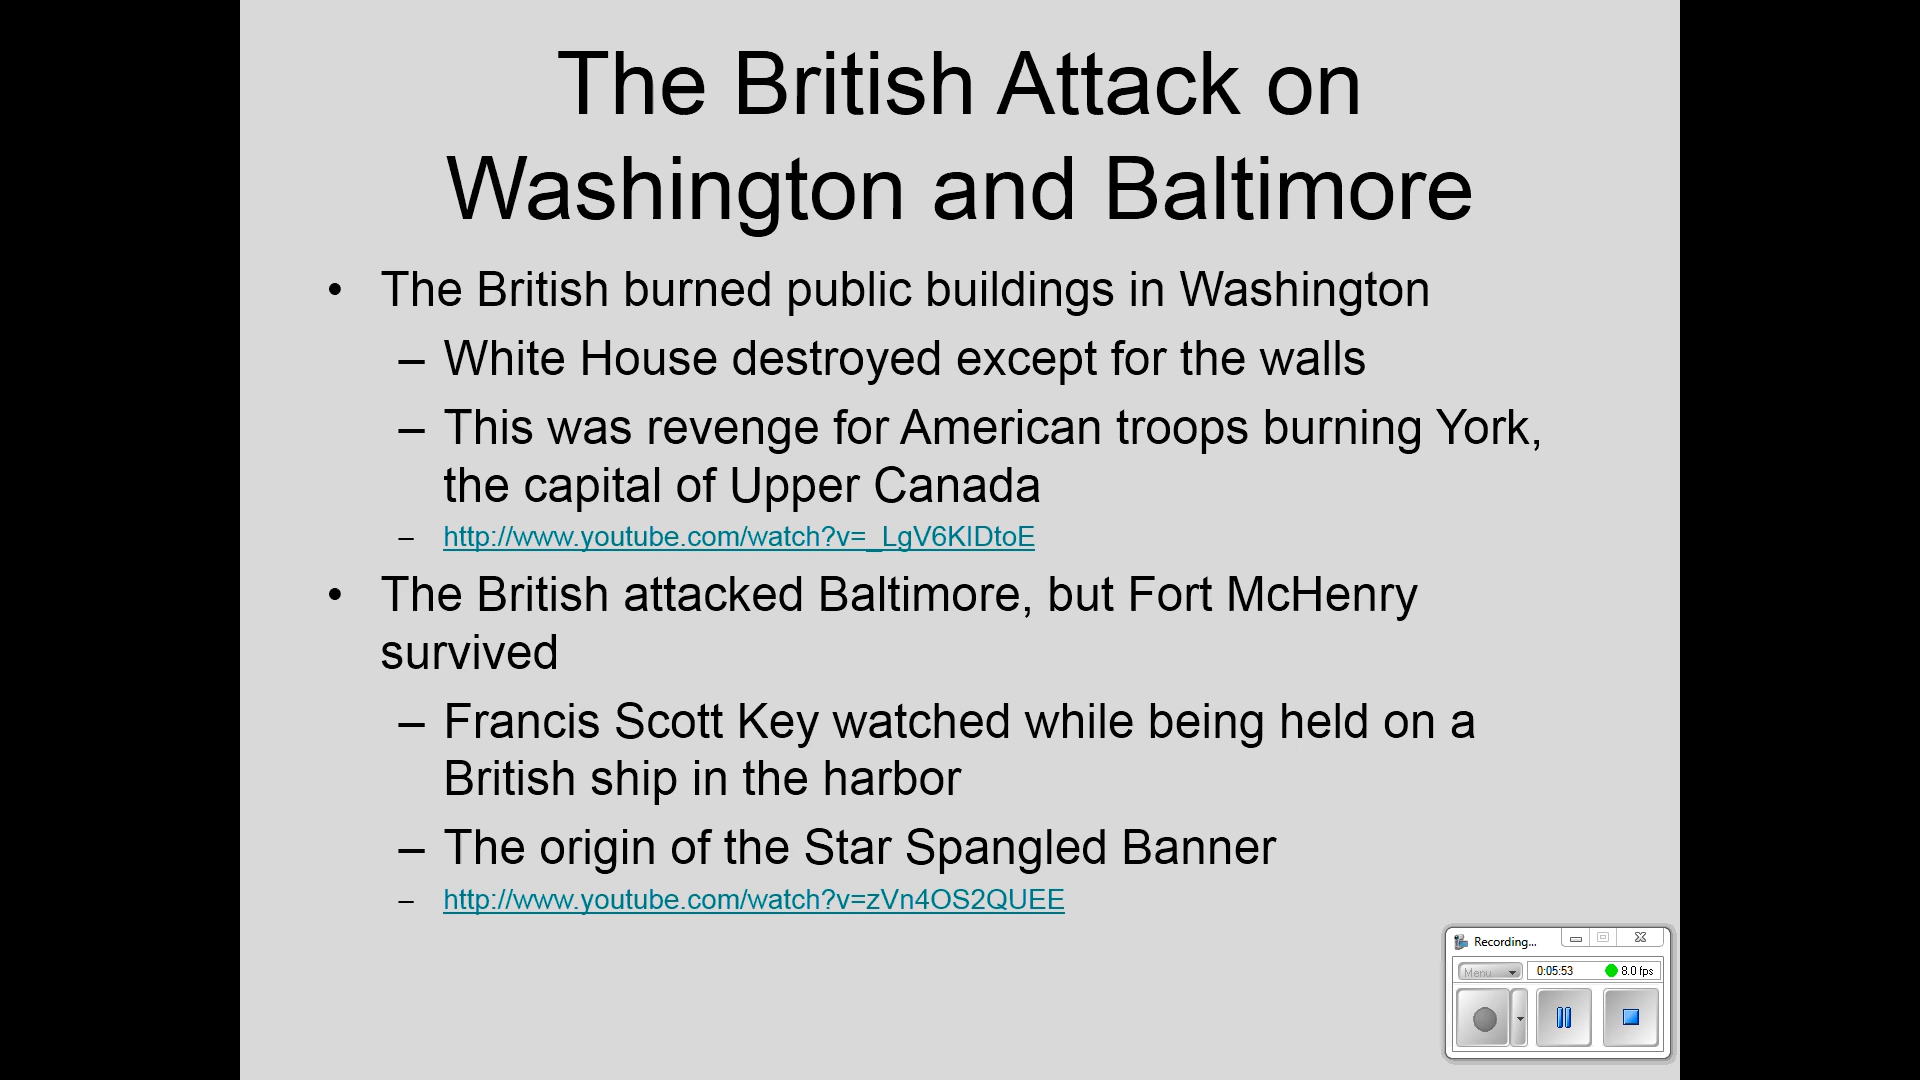 The British Attack on
Washington and Baltimore
• The British burned public buildings in Washington
– White House destroyed except for the walls
– This was revenge for American troops burning York,
the capital of Upper Canada
– http://www.youtube.com/watch?v=_LgV6KIDtoE
• The British attacked Baltimore, but Fort McHenry
survived
– Francis Scott Key watched while being held on a
British ship in the harbor
– The origin of the Star Spangled Banner
– http://www.youtube.com/watch?v=zVn4OS2QUEE
Recording...
Menu 0:05:53 8.0 fps